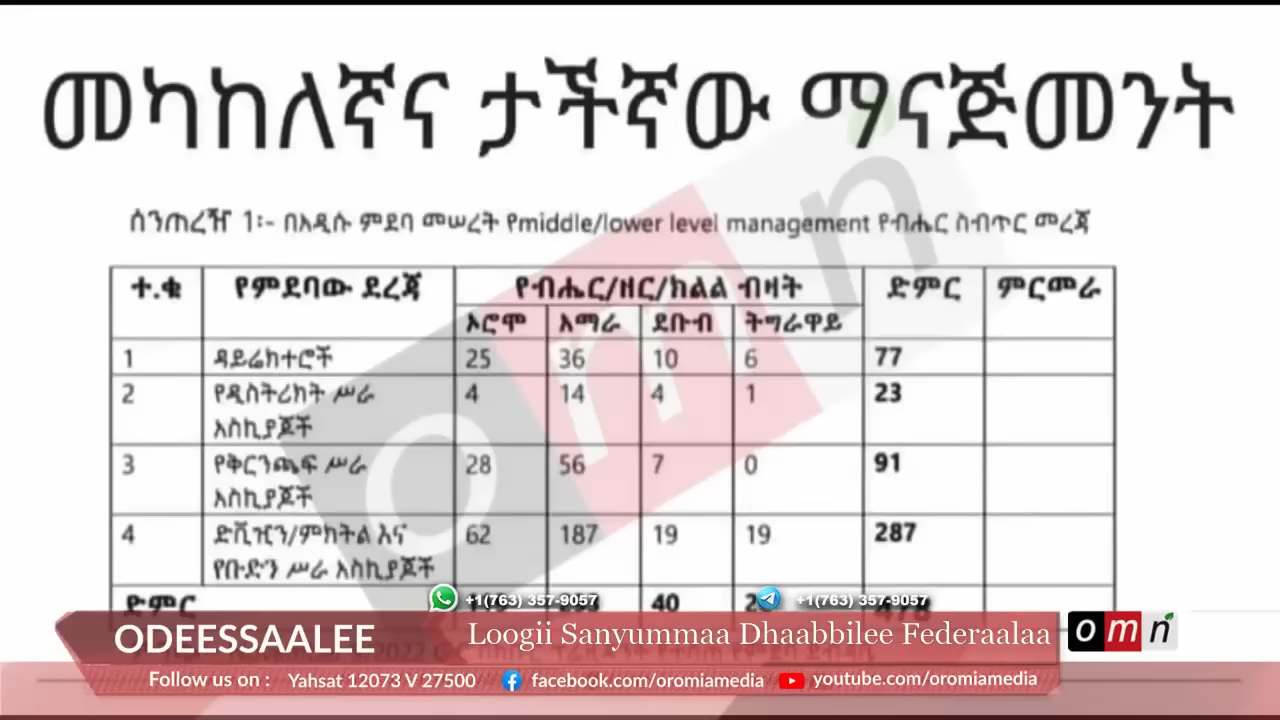 መካከለኛና ታችኛው ማናጅመንት
ሰንጠረዥ 1፡- በአዲሱ ምደባ መሠረት የmiddle/lower level management የብሔር ስብጥር መረጃ
ተ.ቁ የምደባው ደረጃ የብሔር/ዘር/ክልል ብዛት ድምር ምርመራ
ኦሮሞ አማራ ደቡብ ትግራዋይ
1 ዳይሬክተሮች 25 36 10 6 77
2 የዲስትሪክት ሥራ አስኪያጆች 4 14 4 1 23
3 የቅርንጫፍ ሥራ አስኪያጆች 28 56 7 0 91
4 ድቪዢን/ምክትል እና የቡድን ሥራ አስኪያጆች 62 187 19 19 287
ድምር 40
+1(763) 357-9057 +1(763) 357-9057
ODEESSAALEE Loogii Sanyummaa Dhaabbilee Federaalaa omn
Follow us on : Yahsat 12073 V 27500 facebook.com/oromiamedia youtube.com/oromiamedia
omn